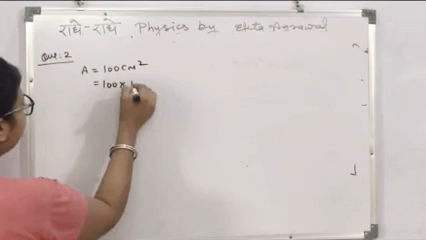 राधे-राधे, Physics by Ekta Agrawal
Que: 2
A = 100 cm²
= 100 ×